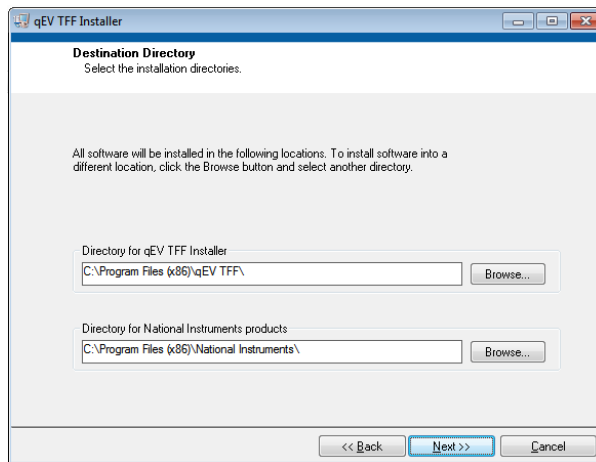 qEV TFF Installer
Destination Directory
Select the installation directories.
All software will be installed in the following locations. To install software into a
different location, click the Browse button and select another directory.
Directory for qEV TFF Installer
C:\Program Files (x86)\qEV TFF\
Browse...
Directory for National Instruments products
C:\Program Files (x86)\National Instruments\
Browse...
<< Back
Next >>
Cancel